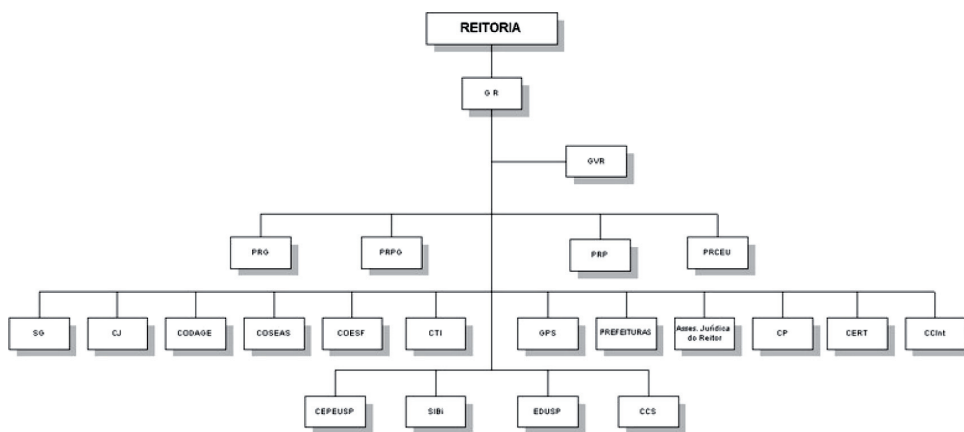 REITORIA
G R
GVR
PRG
PRPG
PRP
PRCEU
SG
CJ
CODAGE
COSEAS
COESF
CTI
GPS
PREFEITURAS
Asses. Jurídica
do Reitor
CP
CERT
CCInt
CEPEUSP
SIBi
EDUSP
CCS